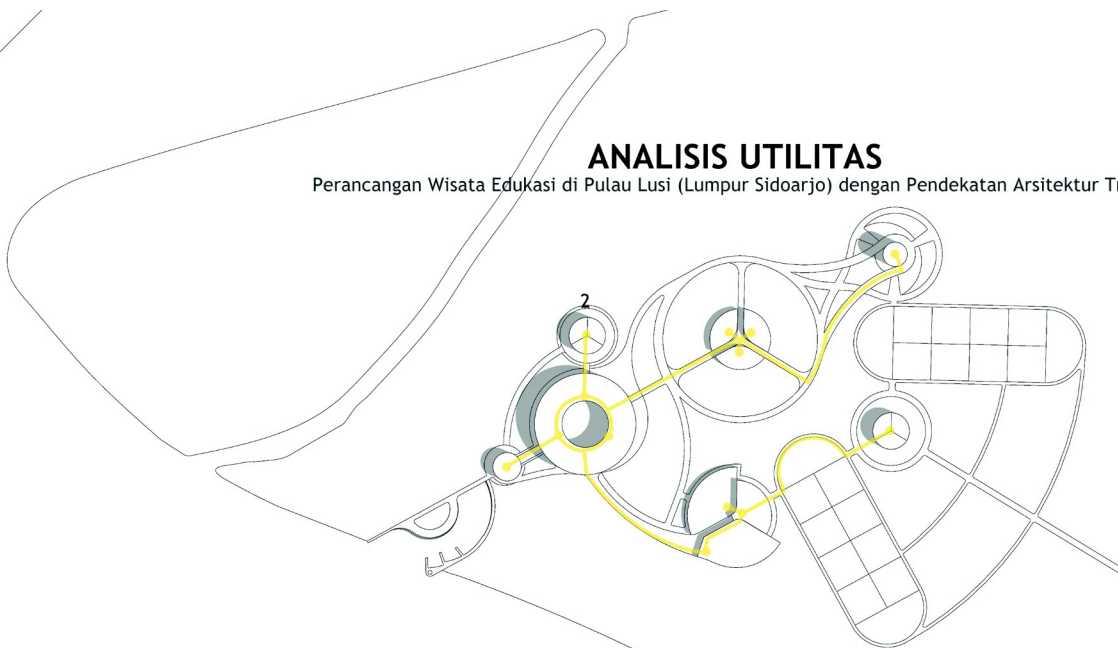 ANALISIS UTILITAS
Perancangan Wisata Edukasi di Pulau Lusi (Lumpur Sidoarjo) dengan Pendekatan Arsitektur
2